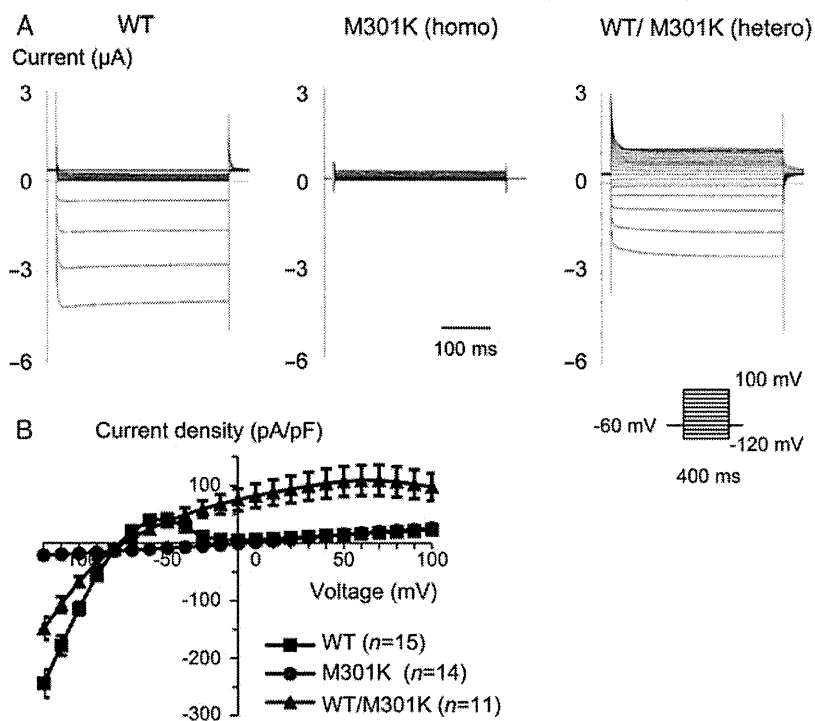 A WT M301K (homo) WT/ M301K (hetero)
Current (µA)
3 3 3
0 0 0
−3 −3 −3
100 ms
−6 −6 −6
100 mV
-60 mV
-120 mV
400 ms
B Current density (pA/pF)
100
-50 0 50 100
Voltage (mV)
-100
-200
-300
WT (n=15)
M301K (n=14)
WT/M301K (n=11)